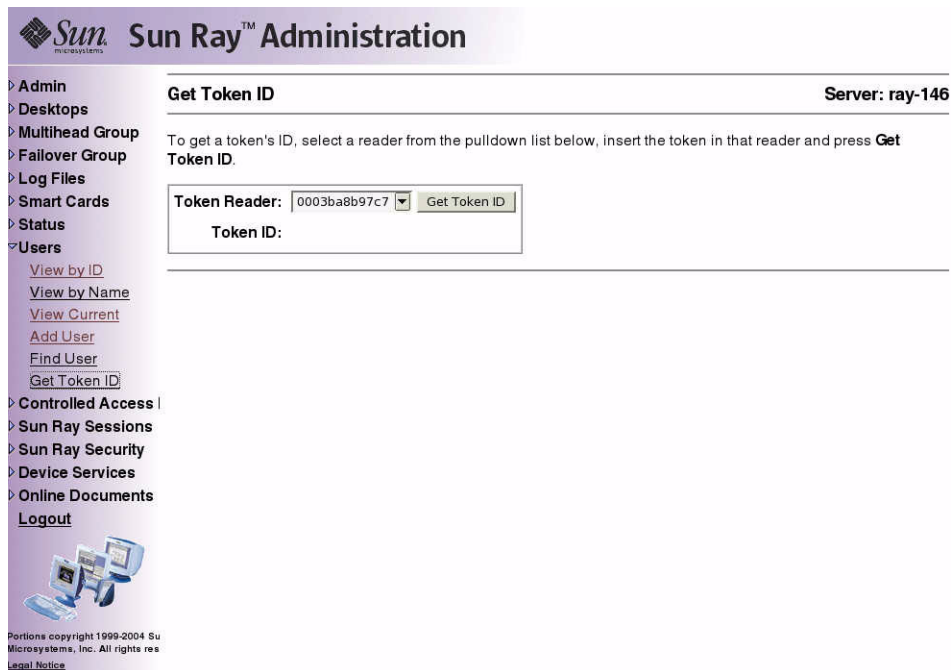 Sun
microsystems
Sun Ray™ Administration
Admin
Desktops
Multihead Group
Failover Group
Log Files
Smart Cards
Status
Users
View by ID
View by Name
View Current
Add User
Find User
Get Token ID
Controlled Access
Sun Ray Sessions
Sun Ray Security
Device Services
Online Documents
Logout
Portions copyright 1999-2004 Su
Microsystems, Inc. All rights res
Legal Notice
Get Token ID Server: ray-146
To get a token's ID, select a reader from the pulldown list below, insert the token in that reader and press Get
Token ID.
Token Reader: 0003ba8b97c7 Get Token ID
Token ID: